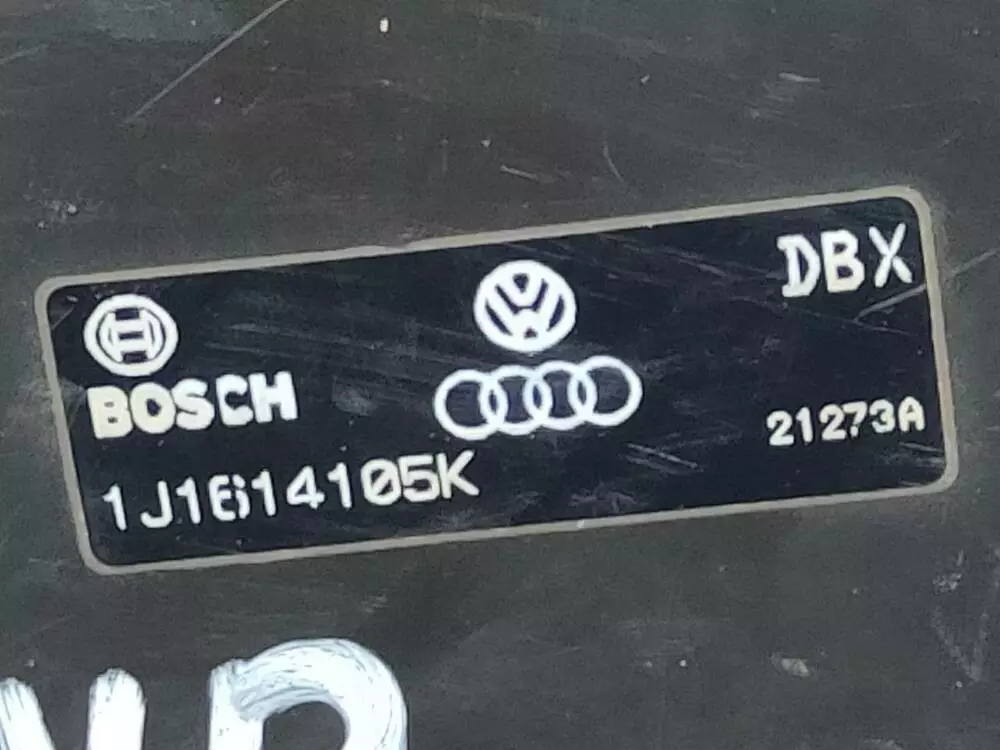 DBX
BOSCH
21273A
1J1614105K